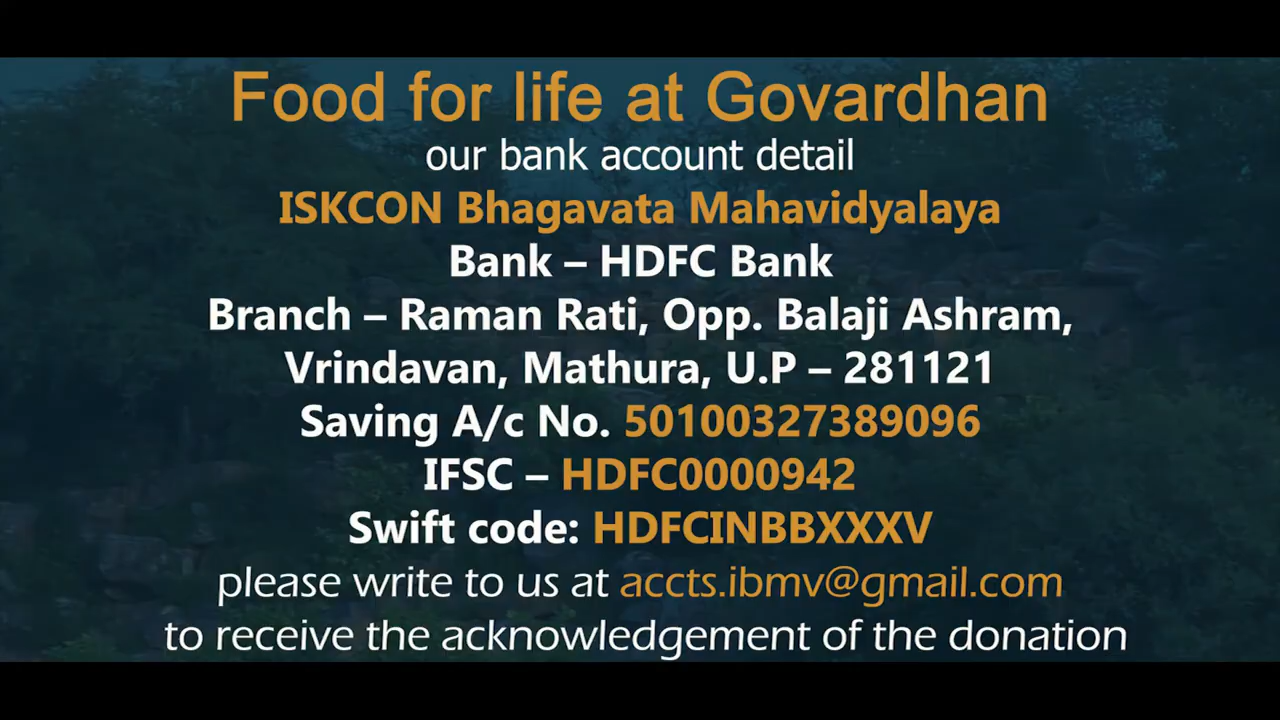 Food for life at Govardhan
our bank account detail
ISKCON Bhagavata Mahavidyalaya
Bank – HDFC Bank
Branch – Raman Rati, Opp. Balaji Ashram,
Vrindavan, Mathura, U.P – 281121
Saving A/c No. 50100327389096
IFSC – HDFC0000942
Swift code: HDFCINBBXXXV
please write to us at accts.ibmv@gmail.com
to receive the acknowledgement of the donation